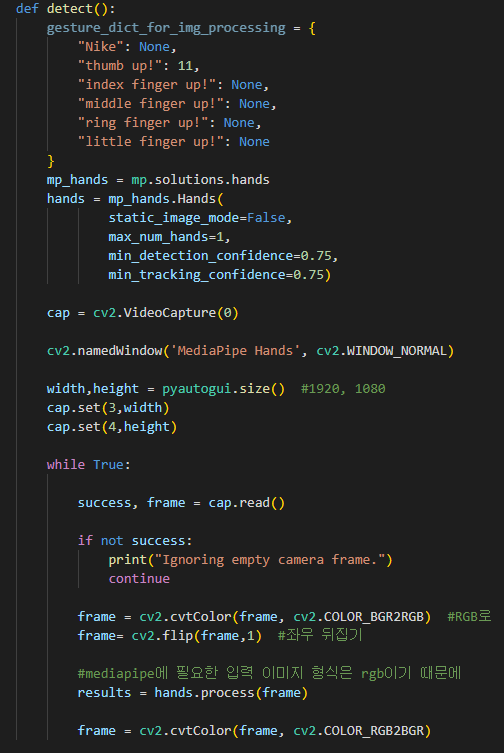 def detect():
    gesture_dict_for_img_processing = {
        "Nike": None,
        "thumb up!": 11,
        "index finger up!": None,
        "middle finger up!": None,
        "ring finger up!": None,
        "little finger up!": None
    }
    mp_hands = mp.solutions.hands
    hands = mp_hands.Hands(
            static_image_mode=False,
            max_num_hands=1,
            min_detection_confidence=0.75,
            min_tracking_confidence=0.75)
    cap = cv2.VideoCapture(0)
    cv2.namedWindow('MediaPipe Hands', cv2.WINDOW_NORMAL)
    width,height = pyautogui.size()  #1920, 1080
    cap.set(3,width)
    cap.set(4,height)
    while True:
        success, frame = cap.read()
        if not success:
            print("Ignoring empty camera frame.")
            continue
        frame = cv2.cvtColor(frame, cv2.COLOR_BGR2RGB)  #RGB로
        frame= cv2.flip(frame,1)  #좌우 뒤집기
        #mediapipe에 필요한 입력 이미지 형식은 rgb이기 때문에
        results = hands.process(frame)
        frame = cv2.cvtColor(frame, cv2.COLOR_RGB2BGR)